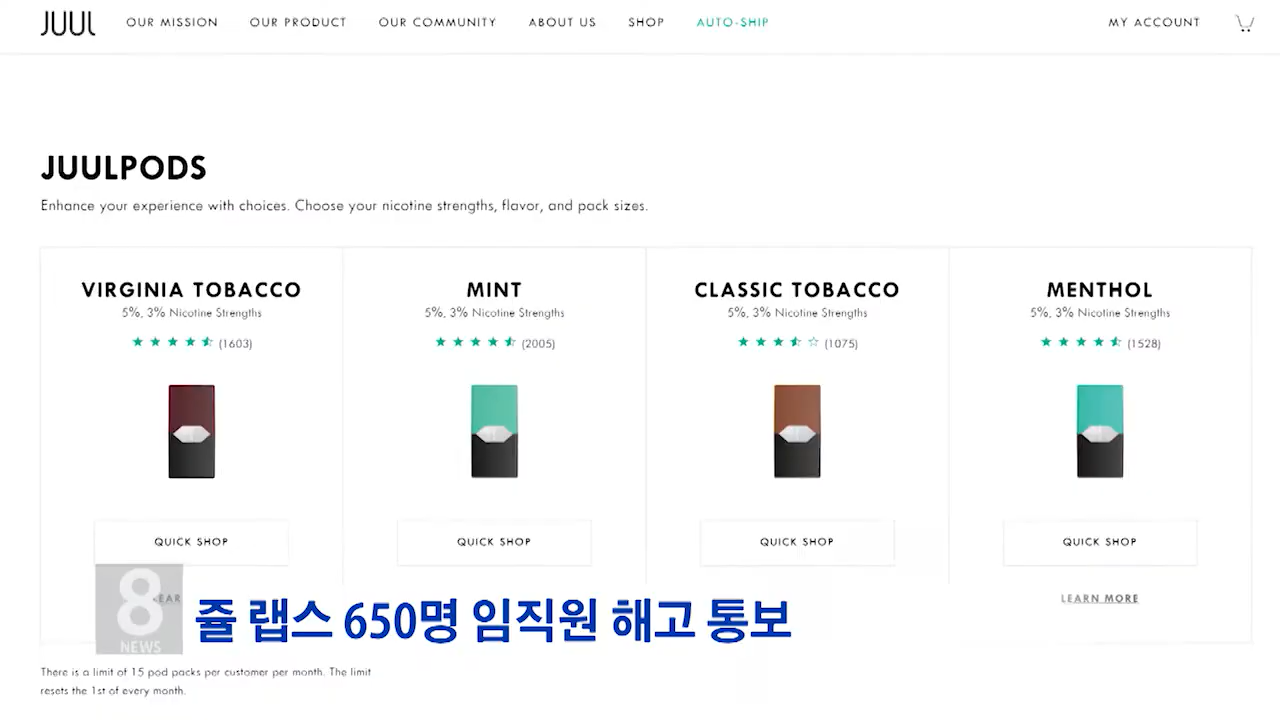 JUUL OUR MISSION OUR PRODUCT OUR COMMUNITY ABOUT US SHOP AUTO-SHIP MY ACCOUNT
JUULPODS
Enhance your experience with choices. Choose your nicotine strengths, flavor, and pack sizes.
VIRGINIA TOBACCO MINT CLASSIC TOBACCO MENTHOL
5%, 3% Nicotine Strengths 5%, 3% Nicotine Strengths 5%, 3% Nicotine Strengths 5%, 3% Nicotine Strengths
(1603) (2005) (1075) (1528)
QUICK SHOP QUICK SHOP QUICK SHOP QUICK SHOP
LEARN MORE
8 NEWS
쥴 랩스 650명 임직원 해고 통보
There is a limit of 15 pod packs per customer per month. The limit
resets the 1st of every month.